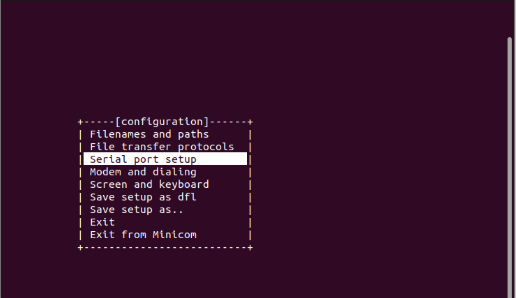 +-----[configuration]------+
| Filenames and paths      |
| File transfer protocols  |
| Serial port setup        |
| Modem and dialing        |
| Screen and keyboard      |
| Save setup as dfl        |
| Save setup as..          |
| Exit                     |
| Exit from Minicom        |
+--------------------------+